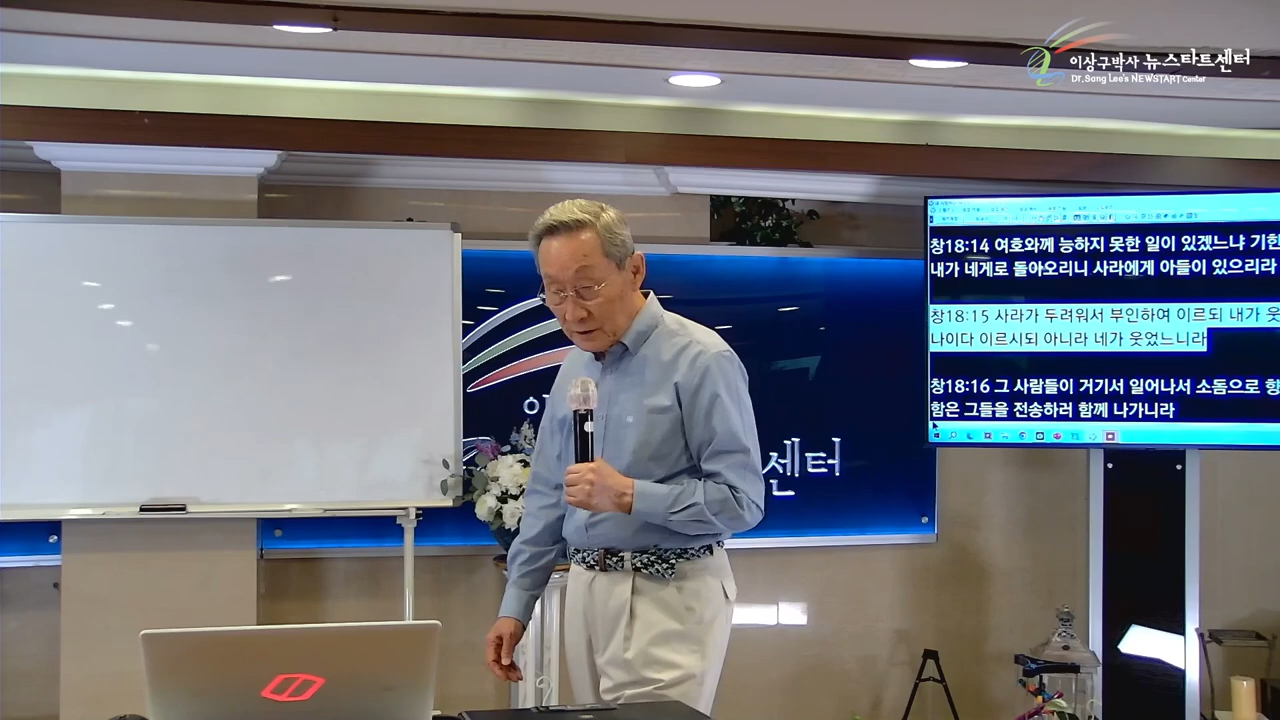 이상구박사 뉴스타트센터
Dr.Sang Lee's NEWSTART Center
창18:14 여호와께 능하지 못한 일이 있겠느냐 기한
내가 네게로 돌아오리니 사라에게 아들이 있으리라
창18:15 사라가 두려워서 부인하여 이르되 내가 웃
나이다 이르시되 아니라 네가 웃었느니라
창18:16 그 사람들이 거기서 일어나서 소돔으로 향
함은 그들을 전송하러 함께 나가니라
이
센터